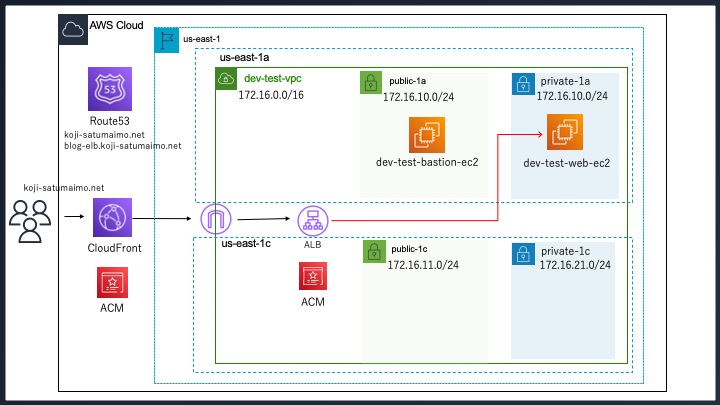 AWS Cloud
us-east-1
us-east-1a
dev-test-vpc
172.16.0.0/16
public-1a
172.16.10.0/24
private-1a
172.16.10.0/24
53
Route53
koji-satumaimo.net
blog-elb.koji-satumaimo.net
dev-test-bastion-ec2
dev-test-web-ec2
koji-satumaimo.net
CloudFront
ALB
us-east-1c
public-1c
172.16.11.0/24
private-1c
172.16.21.0/24
ACM
ACM